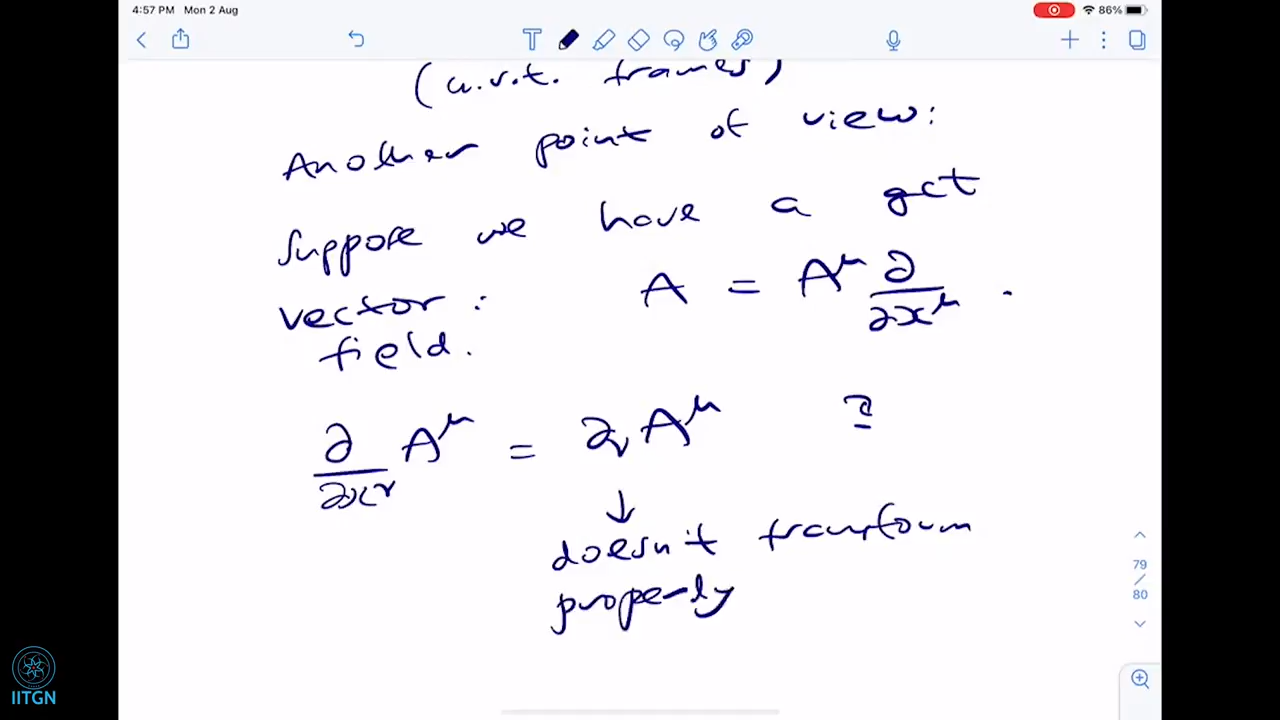 4:57 PM Mon 2 Aug
86%
(w.r.t. frames)
Another point of view:
Suppose we have a gct
vector : A = A^μ ∂/∂x^μ .
field.
∂/∂x^ν A^μ = ∂_ν A^μ ?
↓
doesn't transform
properly
79
/
80
IITGN